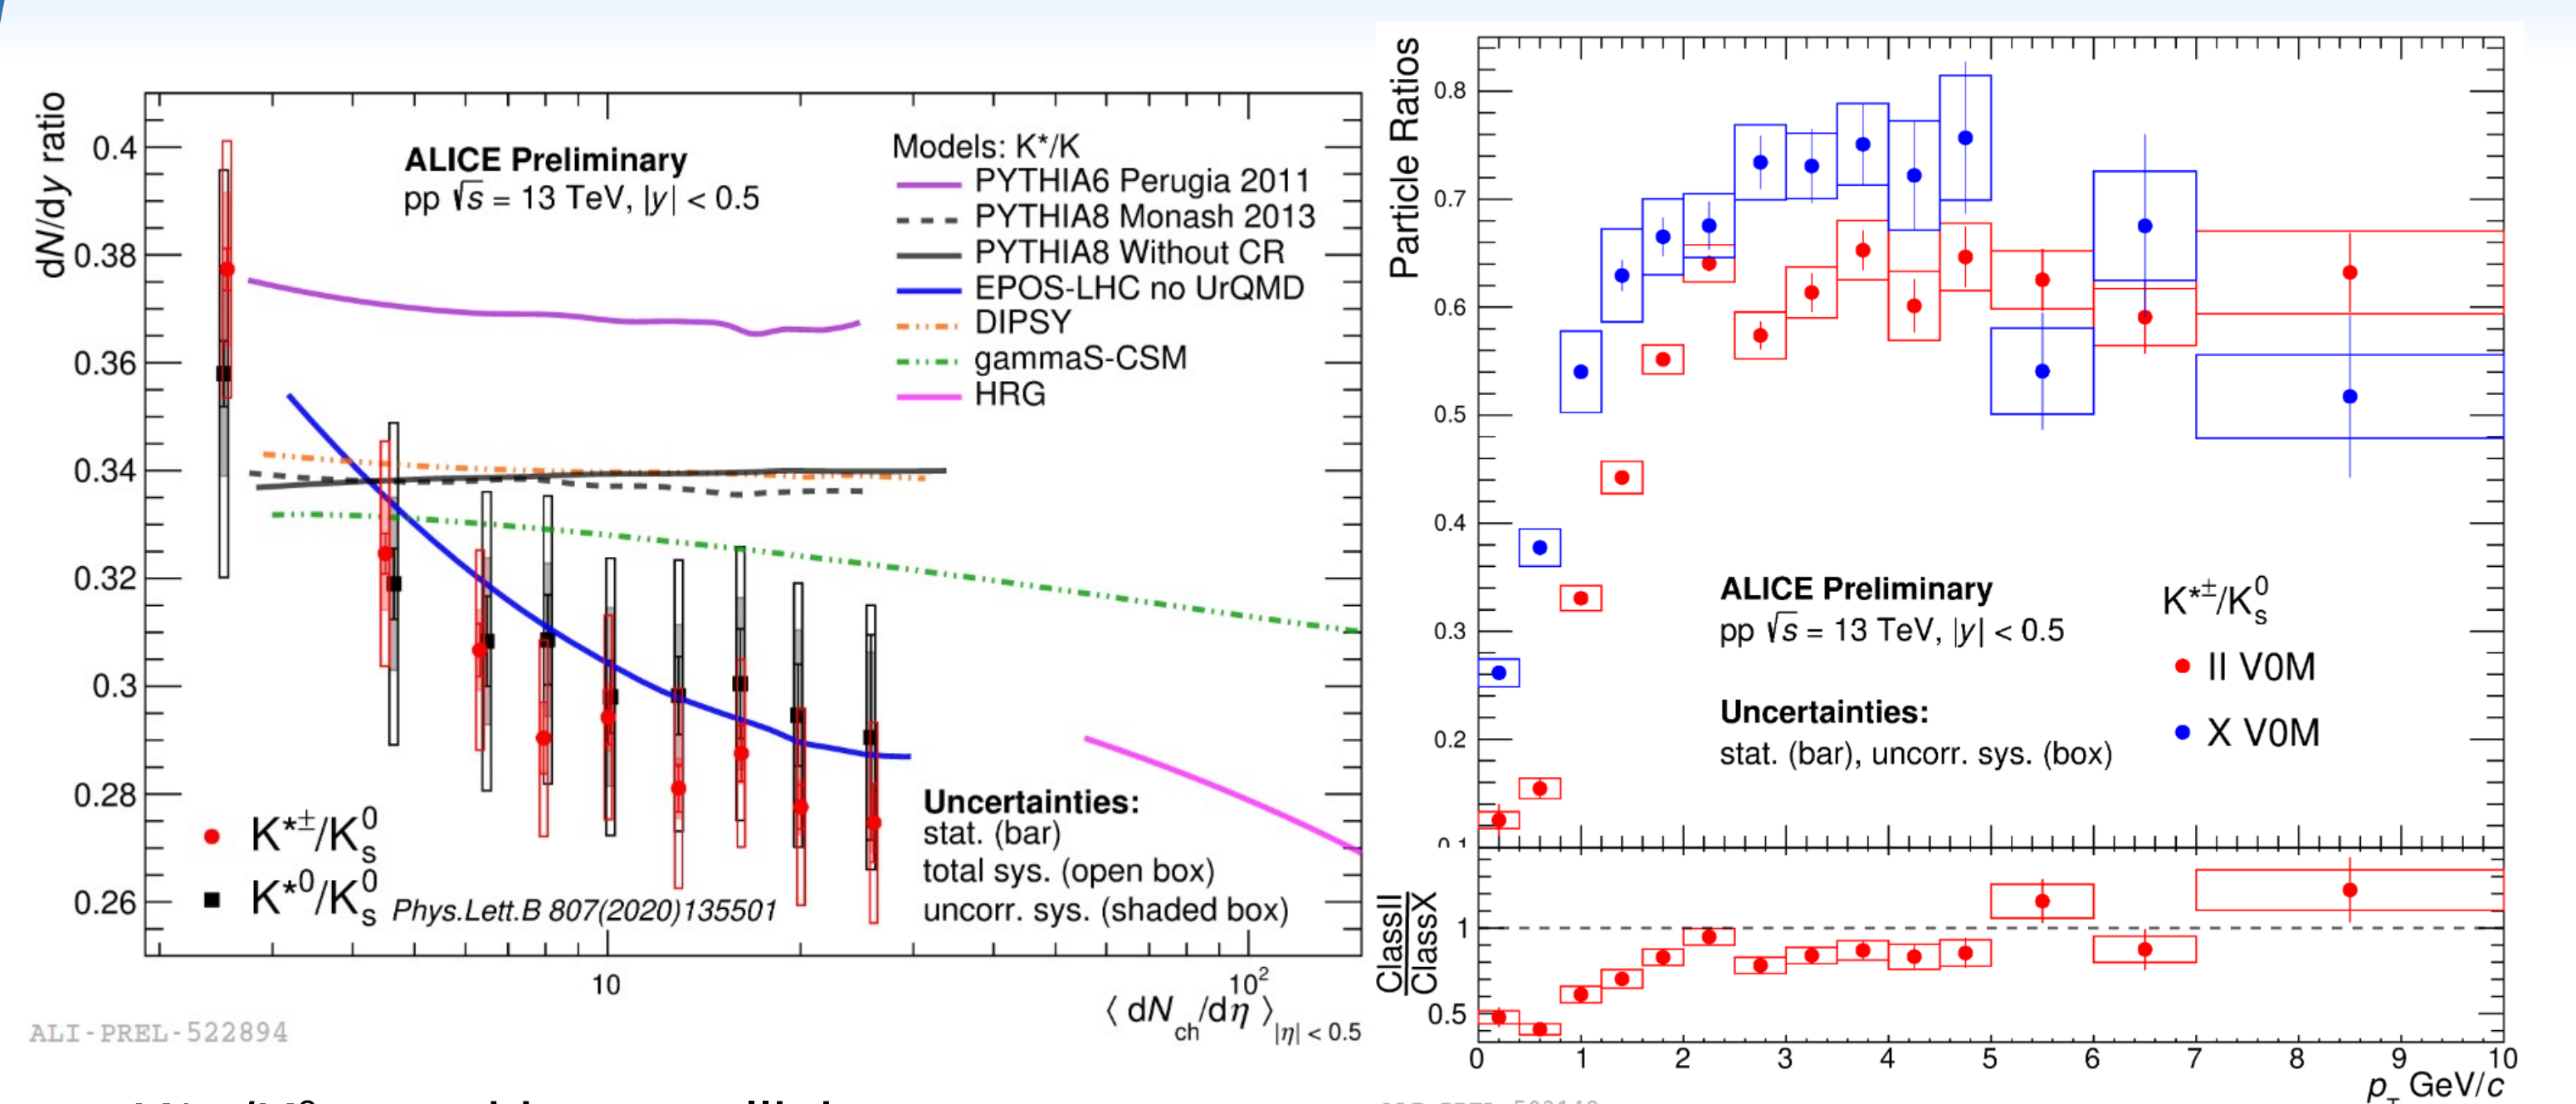 dN/dy ratio
0.4
0.38
0.36
0.34
0.32
0.3
0.28
0.26
ALICE Preliminary
pp √s = 13 TeV, |y| < 0.5
Models: K*/K
PYTHIA6 Perugia 2011
PYTHIA8 Monash 2013
PYTHIA8 Without CR
EPOS-LHC no UrQMD
DIPSY
gammaS-CSM
HRG
K*±/K0s
K*0/K0s Phys.Lett.B 807(2020)135501
Uncertainties:
stat. (bar)
total sys. (open box)
uncorr. sys. (shaded box)
10
10²
⟨ dNch/dη ⟩|η| < 0.5
ALI-PREL-522894
Particle Ratios
0.8
0.7
0.6
0.5
0.4
0.3
0.2
0.1
ALICE Preliminary
pp √s = 13 TeV, |y| < 0.5
Uncertainties:
stat. (bar), uncorr. sys. (box)
K*±/K0s
II V0M
X V0M
ClassII
ClassX
1
0.5
0 1 2 3 4 5 6 7 8 9 10
pT GeV/c